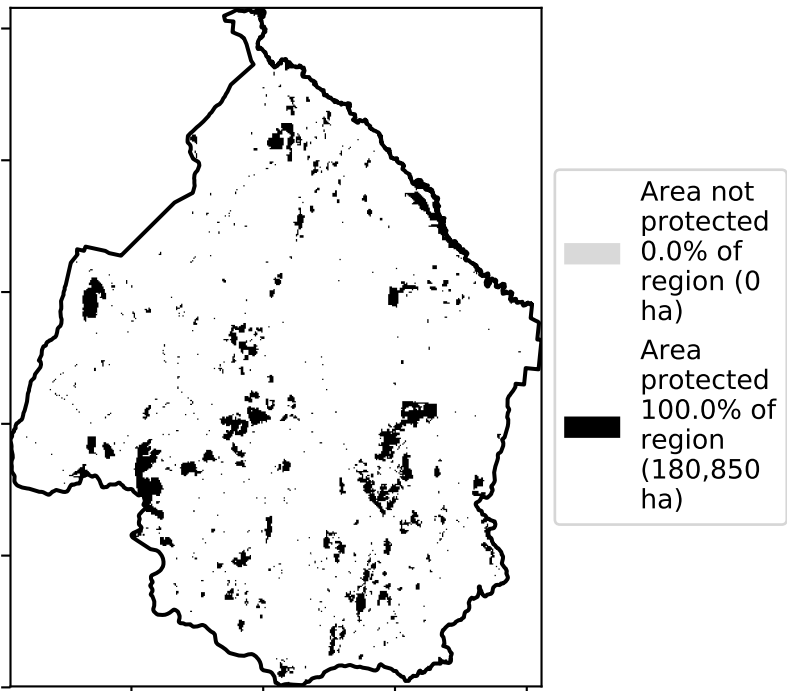 Area not
protected
0.0% of
region (0
ha)
Area
protected
100.0% of
region
(180,850
ha)